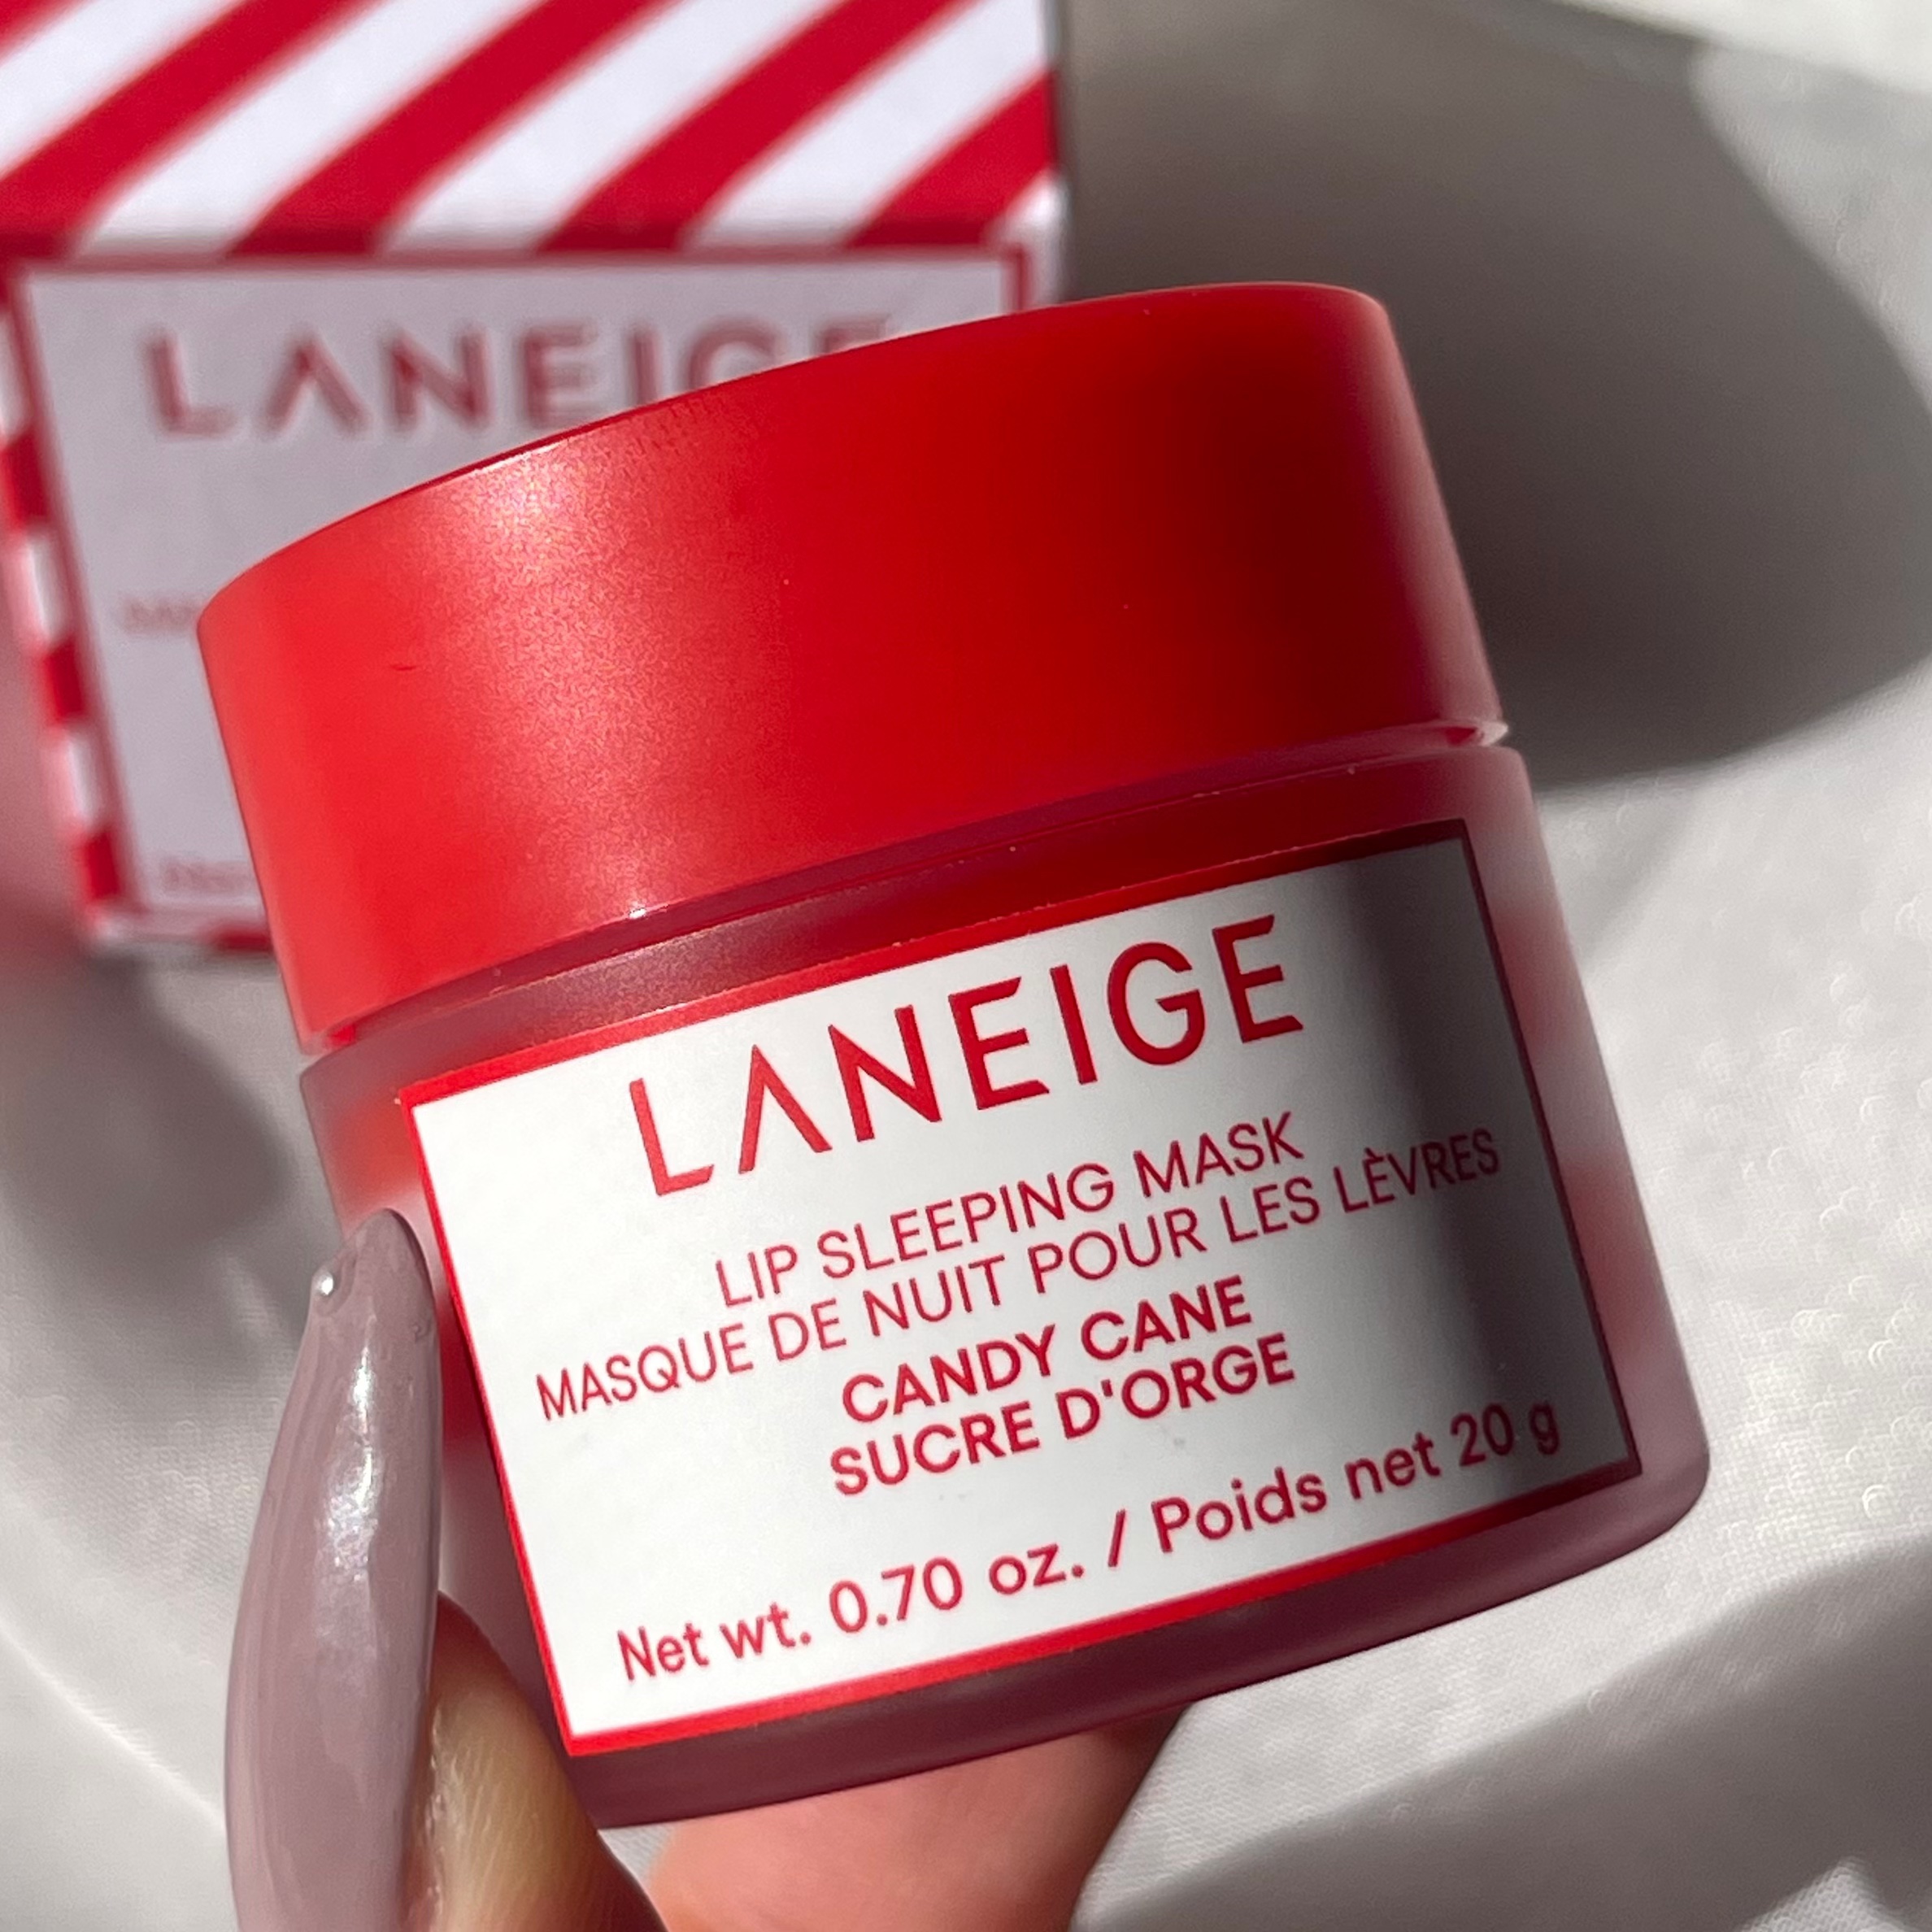 LANEIGE
LANEIGE
LIP SLEEPING MASK
MASQUE DE NUIT POUR LES LÈVRES
CANDY CANE
SUCRE D'ORGE
Net wt. 0.70 oz. / Poids net 20 g